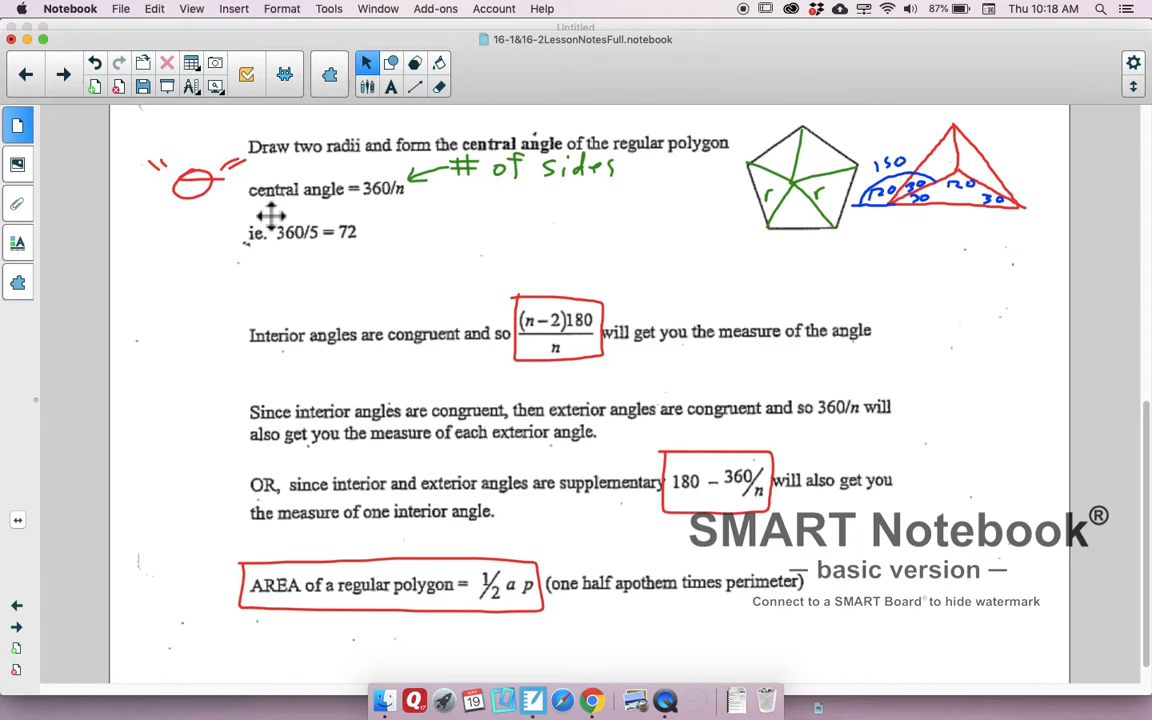 Notebook File Edit View Insert Format Tools Window Add-ons Account Help 87% Thu 10:18 AM
Untitled
16-1&16-2LessonNotesFull.notebook
Draw two radii and form the central angle of the regular polygon
# of sides
central angle = 360/n
ie. 360/5 = 72
r r
150
120 30 120
30 30
Interior angles are congruent and so (n−2)180
n
will get you the measure of the angle
Since interior angles are congruent, then exterior angles are congruent and so 360/n will
also get you the measure of each exterior angle.
OR, since interior and exterior angles are supplementary 180 − 360/n will also get you
the measure of one interior angle.
SMART Notebook®
— basic version —
Connect to a SMART Board® to hide watermark
AREA of a regular polygon = 1/2 a p (one half apothem times perimeter)
MAR
19